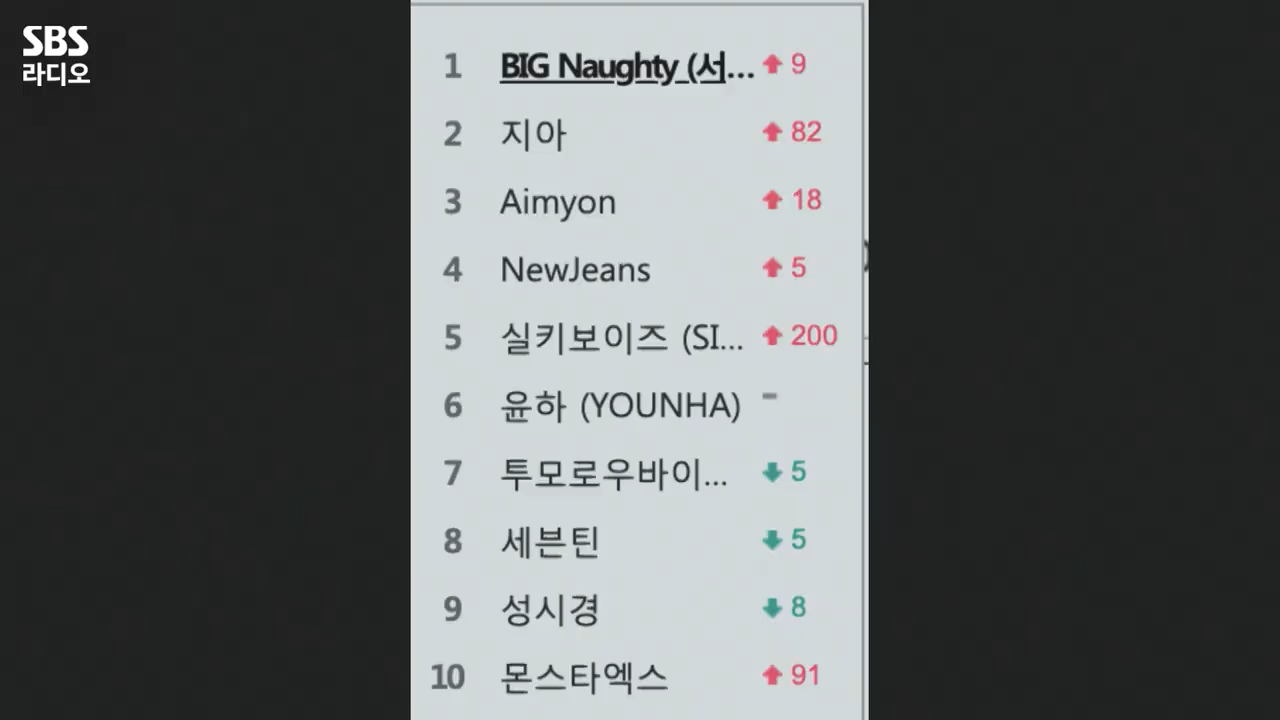 SBS
라디오
1 BIG Naughty (서... 9
2 지아 82
3 Aimyon 18
4 NewJeans 5
5 실키보이즈 (SI... 200
6 윤하 (YOUNHA) -
7 투모로우바이... 5
8 세븐틴 5
9 성시경 8
10 몬스타엑스 91